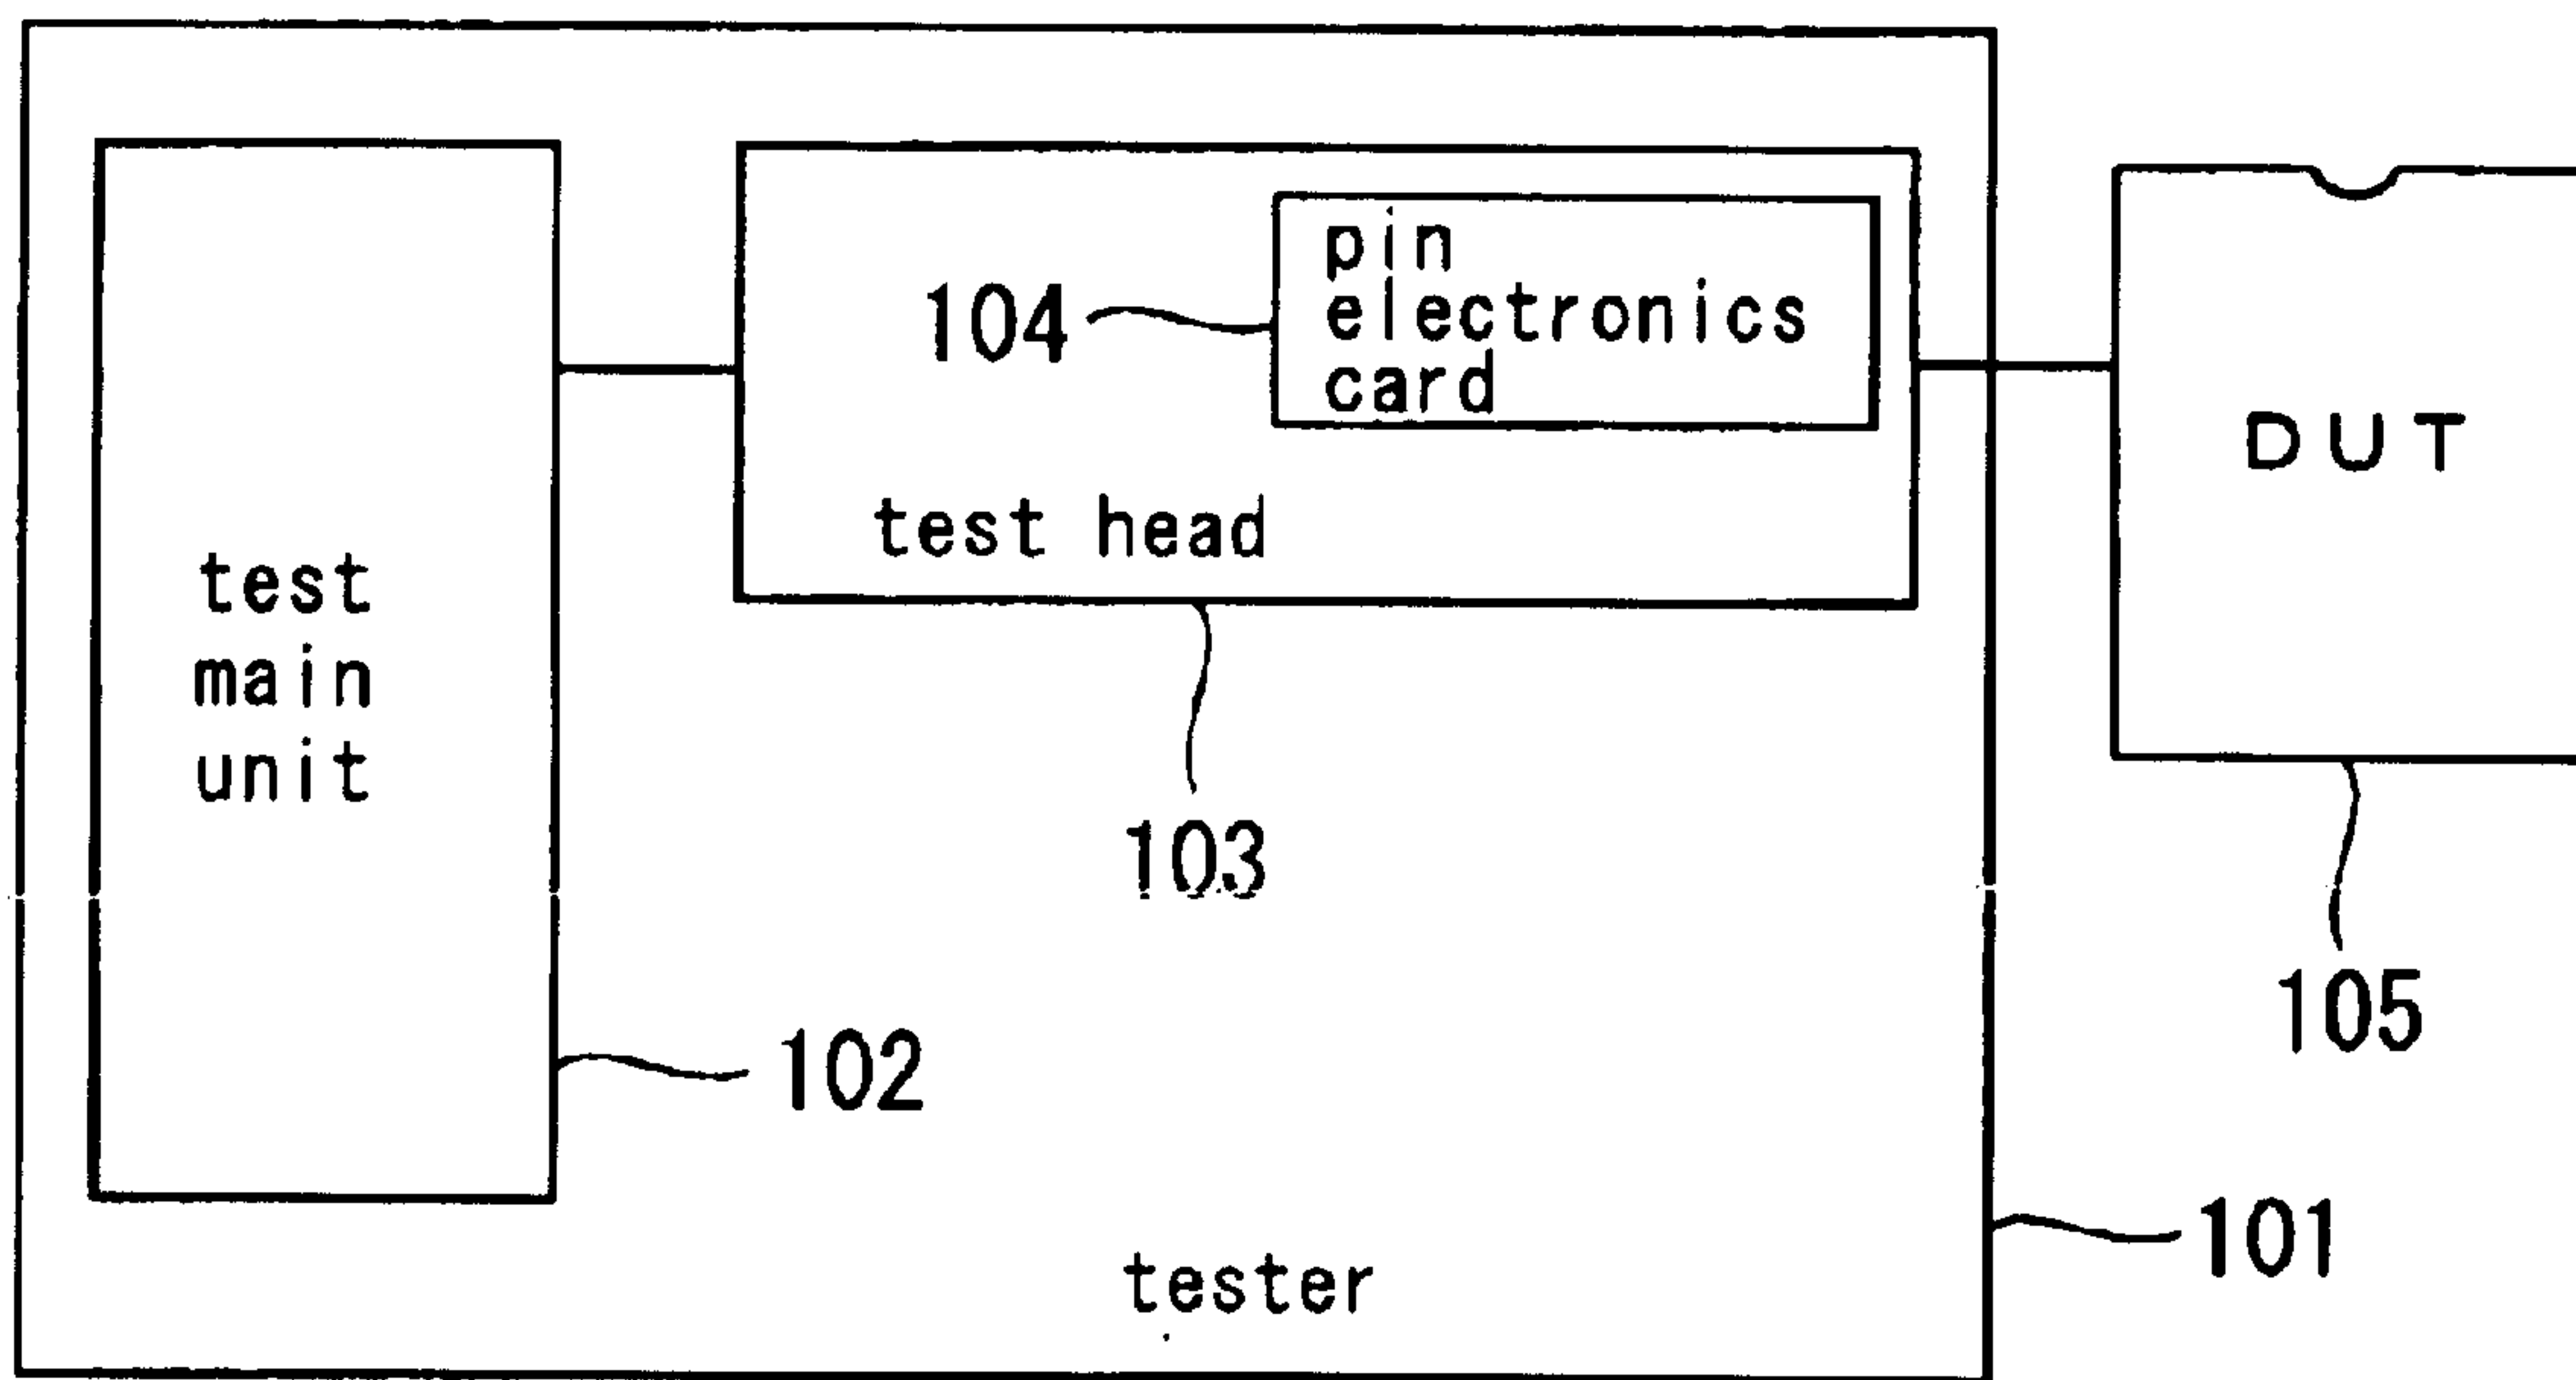 pin
electronics
card
104
DUT
test head
test
main
unit
103
105
102
101
tester